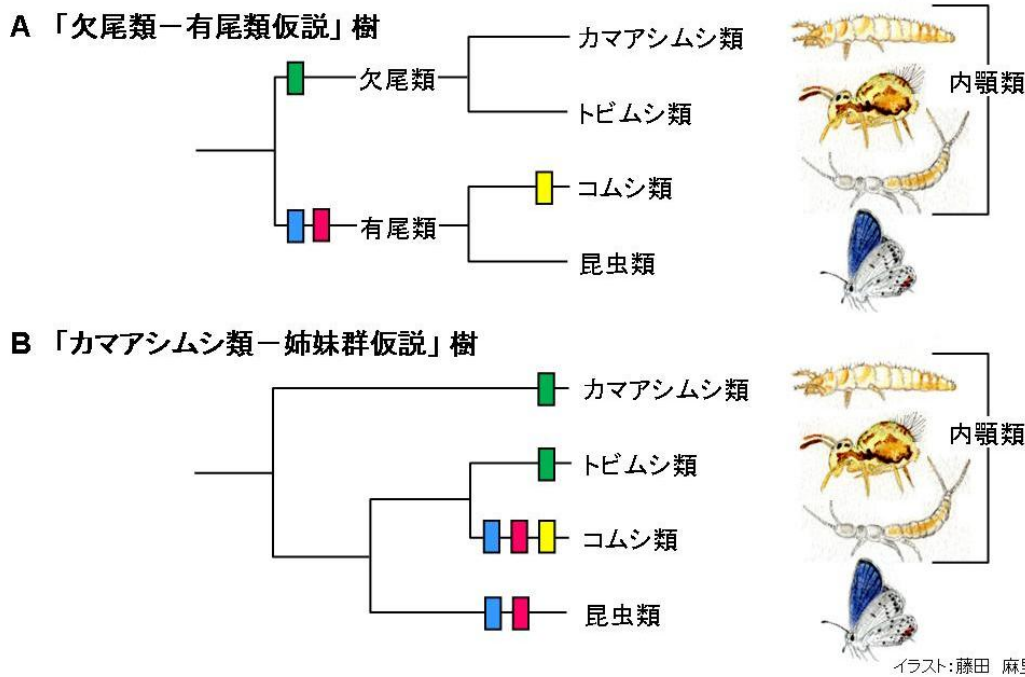 A 「欠尾類－有尾類仮説」樹
カマアシムシ類
欠尾類
トビムシ類
内顎類
コムシ類
有尾類
昆虫類
B 「カマアシムシ類－姉妹群仮説」樹
カマアシムシ類
内顎類
トビムシ類
コムシ類
昆虫類
イラスト:藤田 麻里